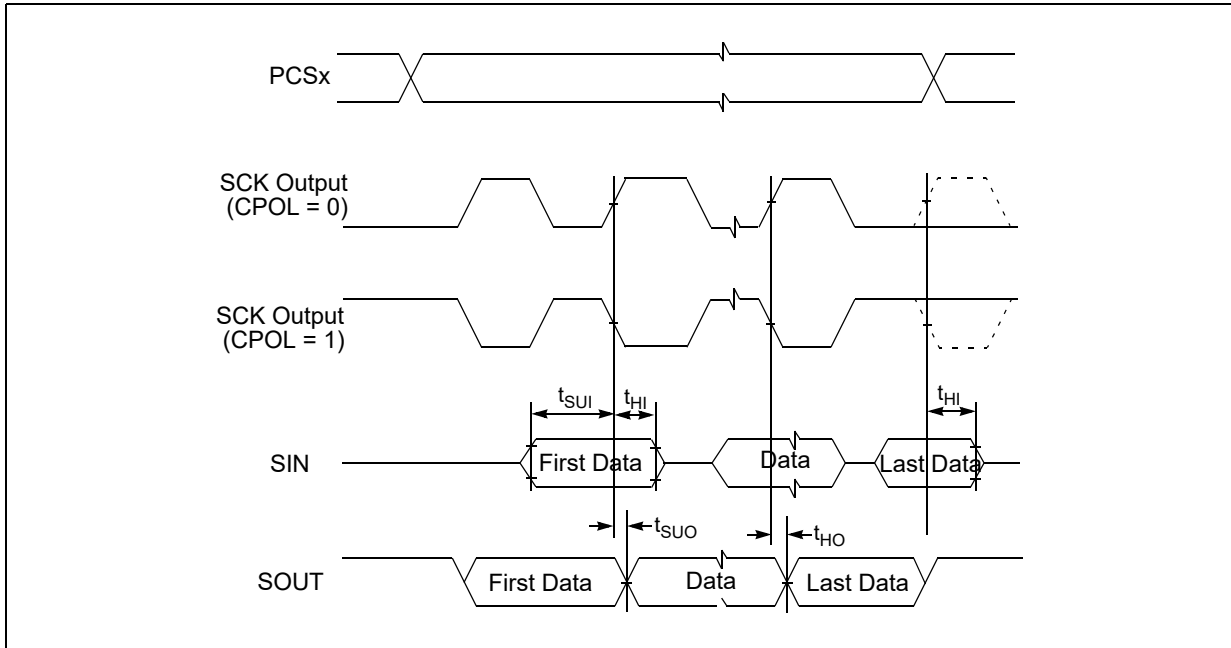 PCSx
SCK Output
(CPOL = 0)
SCK Output
(CPOL = 1)
tSUI
tHI
tHI
SIN
First Data
Data
Last Data
tSUO
tHO
SOUT
First Data
Data
Last Data